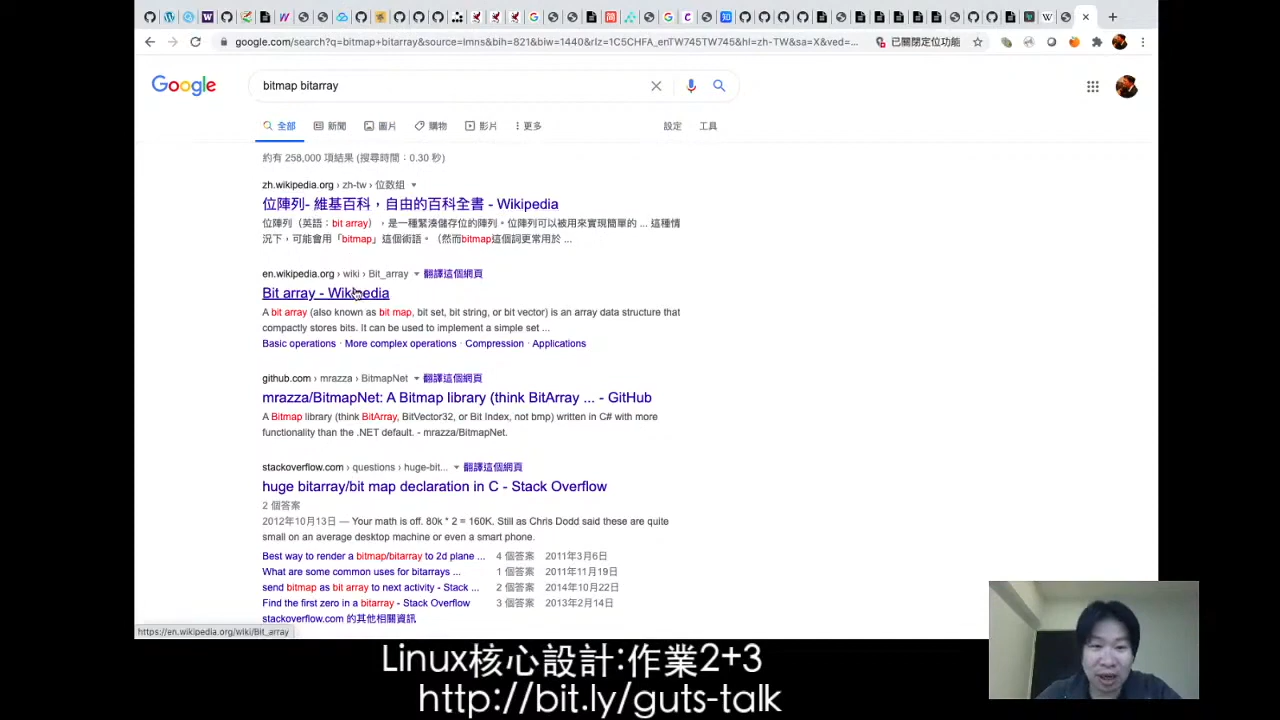 google.com/search?q=bitmap+bitarray&source=lmns&bih=821&biw=1440&rlz=1C5CHFA_enTW745TW745&hl=zh-TW&sa=X&ved=...
已關閉定位功能
Google
bitmap bitarray
全部 新聞 圖片 購物 影片 更多 設定 工具
約有 258,000 項結果 (搜尋時間：0.30 秒)
zh.wikipedia.org › zh-tw › 位数组
位陣列- 維基百科，自由的百科全書 - Wikipedia
位陣列（英語：bit array），是一種緊湊儲存位的陣列。位陣列可以被用來實現簡單的 ... 這種情
況下，可能會用「bitmap」這個術語。（然而bitmap這個詞更常用於 ...
en.wikipedia.org › wiki › Bit_array 翻譯這個網頁
Bit array - Wikipedia
A bit array (also known as bit map, bit set, bit string, or bit vector) is an array data structure that
compactly stores bits. It can be used to implement a simple set ...
Basic operations · More complex operations · Compression · Applications
github.com › mrazza › BitmapNet 翻譯這個網頁
mrazza/BitmapNet: A Bitmap library (think BitArray ... - GitHub
A Bitmap library (think BitArray, BitVector32, or Bit Index, not bmp) written in C# with more
functionality than the .NET default. - mrazza/BitmapNet.
stackoverflow.com › questions › huge-bit... 翻譯這個網頁
huge bitarray/bit map declaration in C - Stack Overflow
2 個答案
2012年10月13日 — Your math is off. 80k * 2 = 160K. Still as Chris Dodd said these are quite
small on an average desktop machine or even a smart phone.
Best way to render a bitmap/bitarray to 2d plane ... 4 個答案 2011年3月6日
What are some common uses for bitarrays ... 1 個答案 2011年11月19日
send bitmap as bit array to next activity - Stack ... 2 個答案 2014年10月22日
Find the first zero in a bitarray - Stack Overflow 3 個答案 2013年2月14日
stackoverflow.com 的其他相關資訊
https://en.wikipedia.org/wiki/Bit_array
Linux核心設計:作業2+3
http://bit.ly/guts-talk